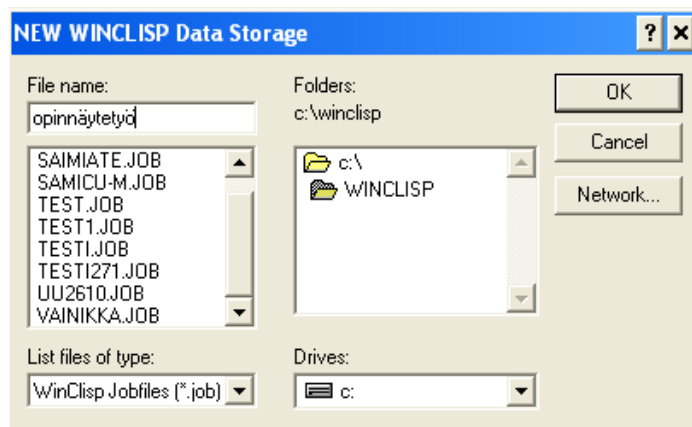 NEW WINCLISP Data Storage
File name:
opinnäytetyö
SAIMIATE.JOB
SAMICU-M.JOB
TEST.JOB
TEST1.JOB
TESTI.JOB
TESTI271.JOB
UU2610.JOB
VAINIKKA.JOB
List files of type:
WinClisp Jobfiles (*.job)
Folders:
c:\winclisp
c:\
WINCLISP
Drives:
c:
OK
Cancel
Network...